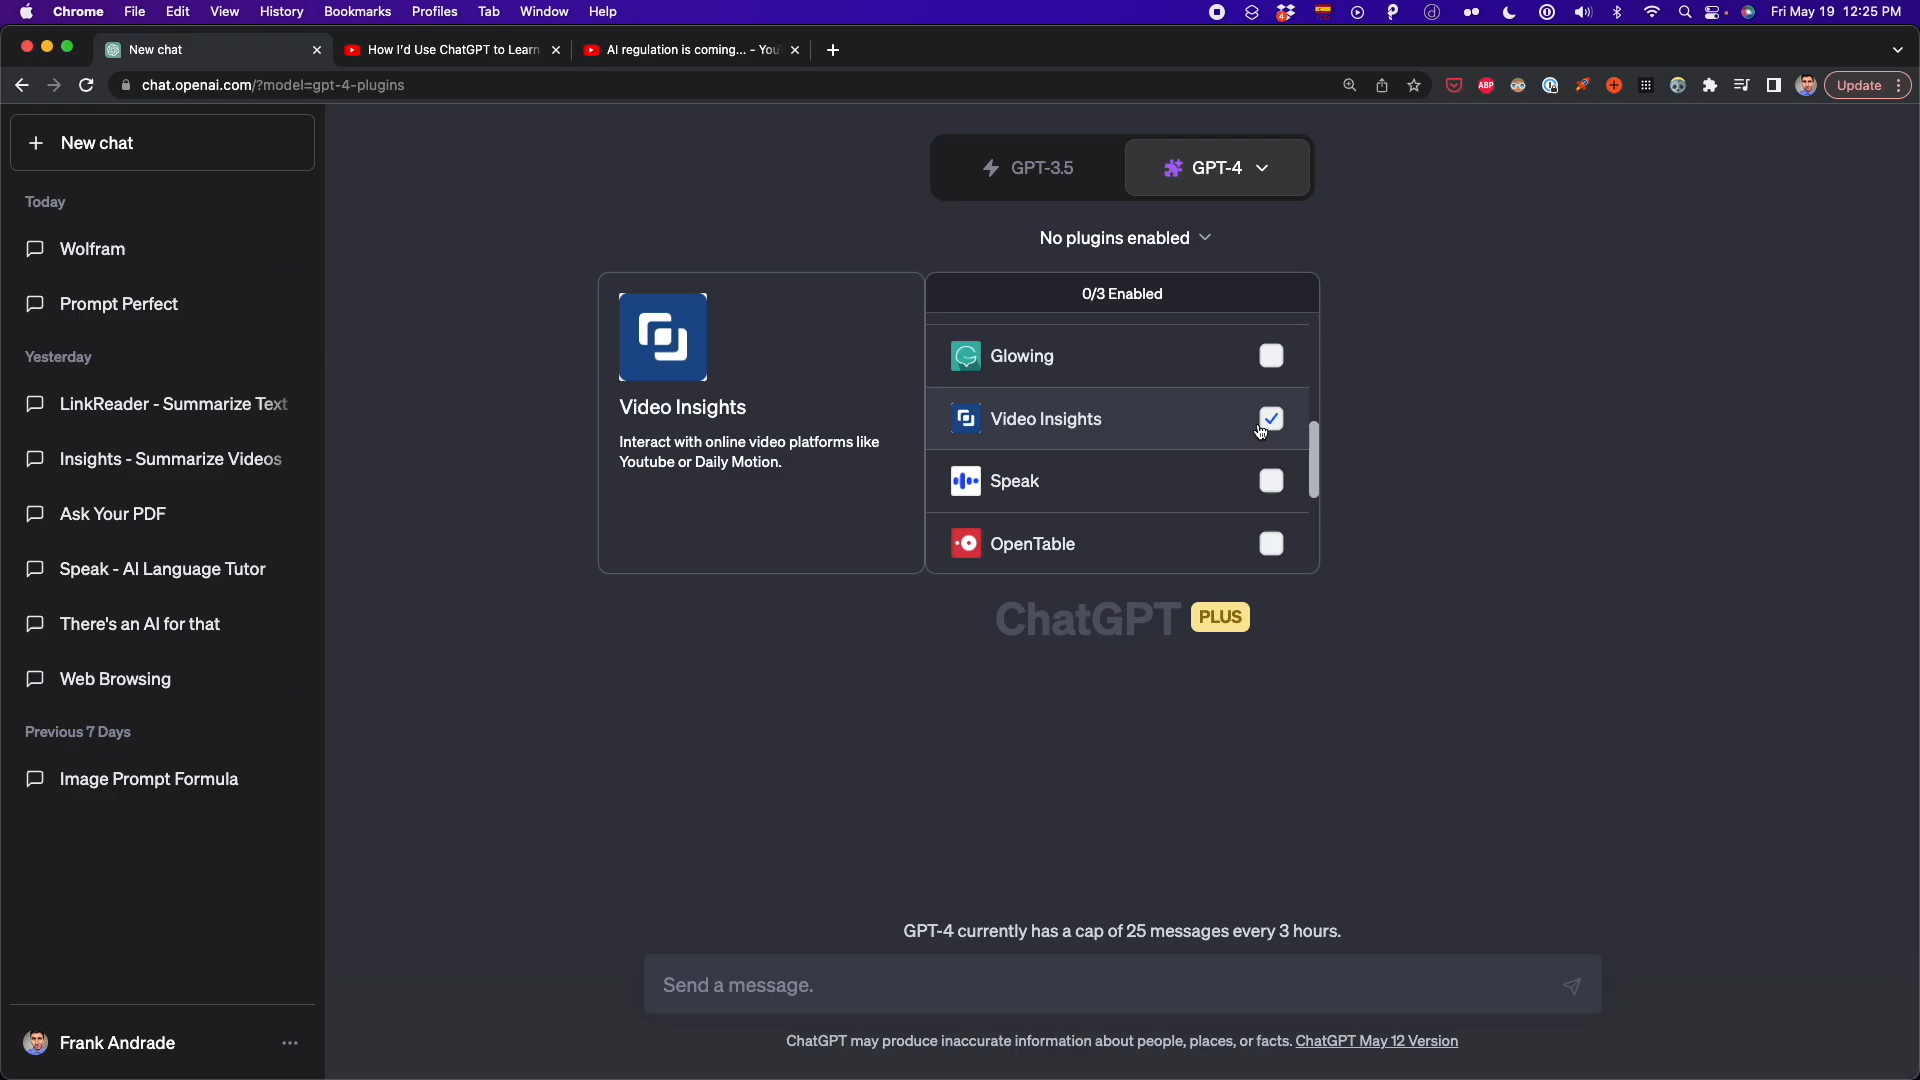 Chrome File Edit View History Bookmarks Profiles Tab Window Help
Fri May 19 12:25 PM
New chat
How I'd Use ChatGPT to Learn
AI regulation is coming... - You
chat.openai.com/?model=gpt-4-plugins
ABP
Update
New chat
Today
Wolfram
Prompt Perfect
Yesterday
LinkReader - Summarize Text
Insights - Summarize Videos
Ask Your PDF
Speak - AI Language Tutor
There's an AI for that
Web Browsing
Previous 7 Days
Image Prompt Formula
Frank Andrade
GPT-3.5
GPT-4
No plugins enabled
Video Insights
Interact with online video platforms like
Youtube or Daily Motion.
0/3 Enabled
Glowing
Video Insights
Speak
OpenTable
ChatGPT PLUS
GPT-4 currently has a cap of 25 messages every 3 hours.
Send a message.
ChatGPT may produce inaccurate information about people, places, or facts. ChatGPT May 12 Version